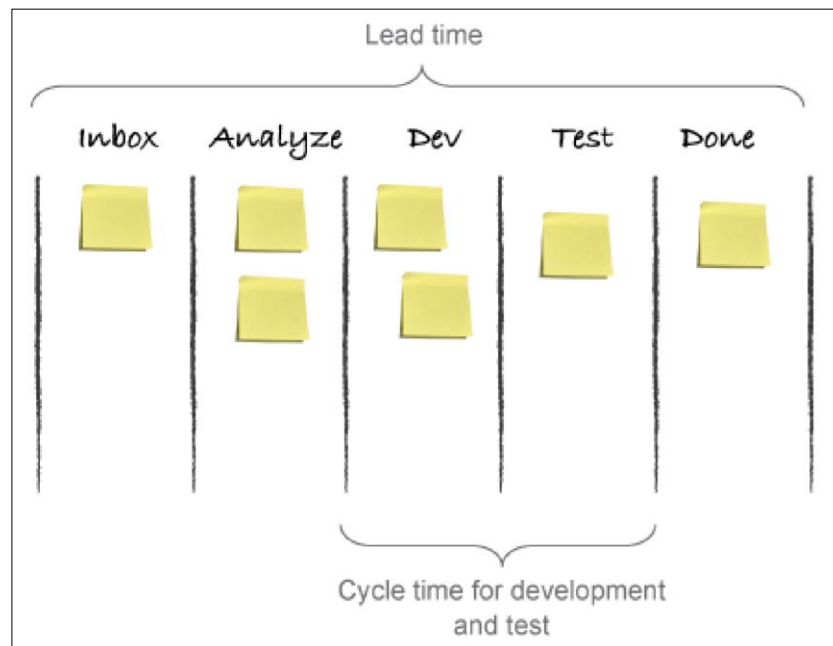 Lead time
Inbox Analyze Dev Test Done
Cycle time for development
and test